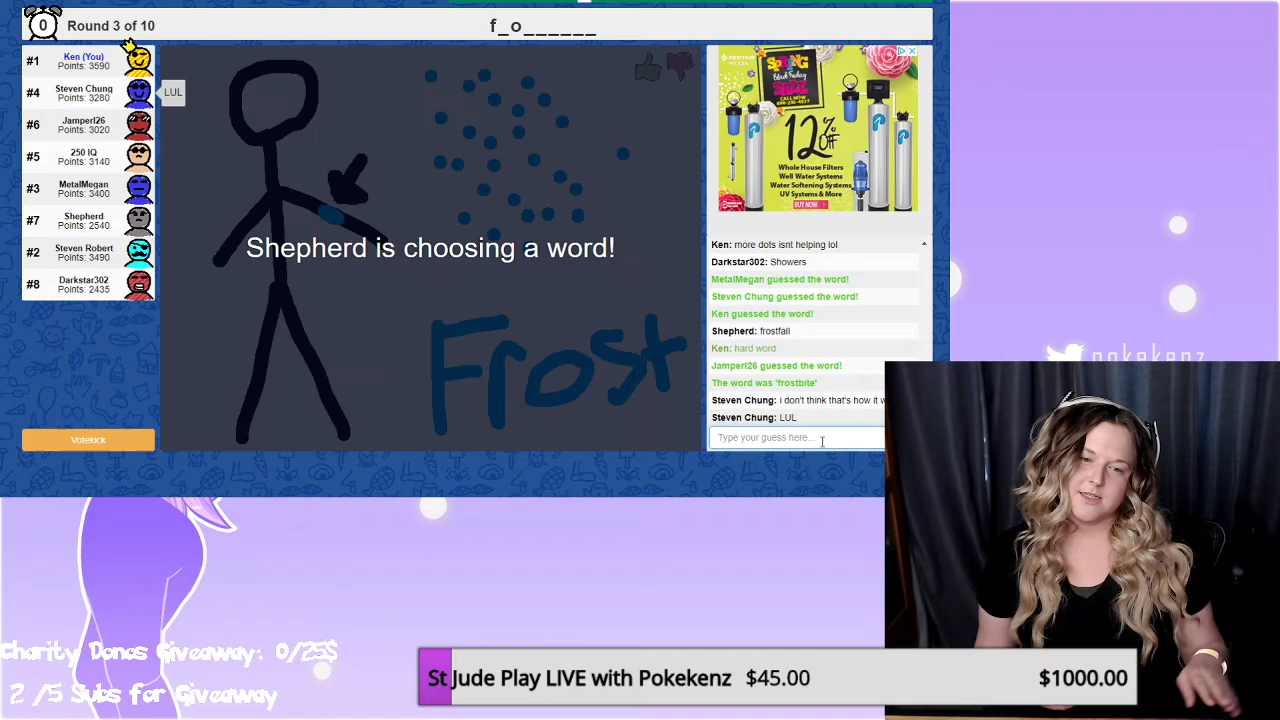 0
Round 3 of 10
f_o______
#1
Ken (You)
Points: 3590
#4
Steven Chung
Points: 3280
LUL
#6
Jamperl26
Points: 3020
#5
250 IQ
Points: 3140
#3
MetalMegan
Points: 3400
#7
Shepherd
Points: 2540
#2
Steven Robert
Points: 3490
#8
Darkstar302
Points: 2435
Votekick
Shepherd is choosing a word!
Frost
PENTAIR
SPRING
Black Friday
SALE
CALL NOW
12%
OFF
Whole House Filters
Well Water Systems
Water Softening Systems
UV Systems & More
BUY NOW >
Ken: more dots isnt helping lol
Darkstar302: Showers
MetalMegan guessed the word!
Steven Chung guessed the word!
Ken guessed the word!
Shepherd: frostfall
Ken: hard word
Jamperl26 guessed the word!
The word was 'frostbite'
Steven Chung: i don't think that's how it w
Steven Chung: LUL
Type your guess here...
pokekenz
Charity Donos Giveaway: 0/25$
2 /5 Subs for Giveaway
St Jude Play LIVE with Pokekenz $45.00
$1000.00